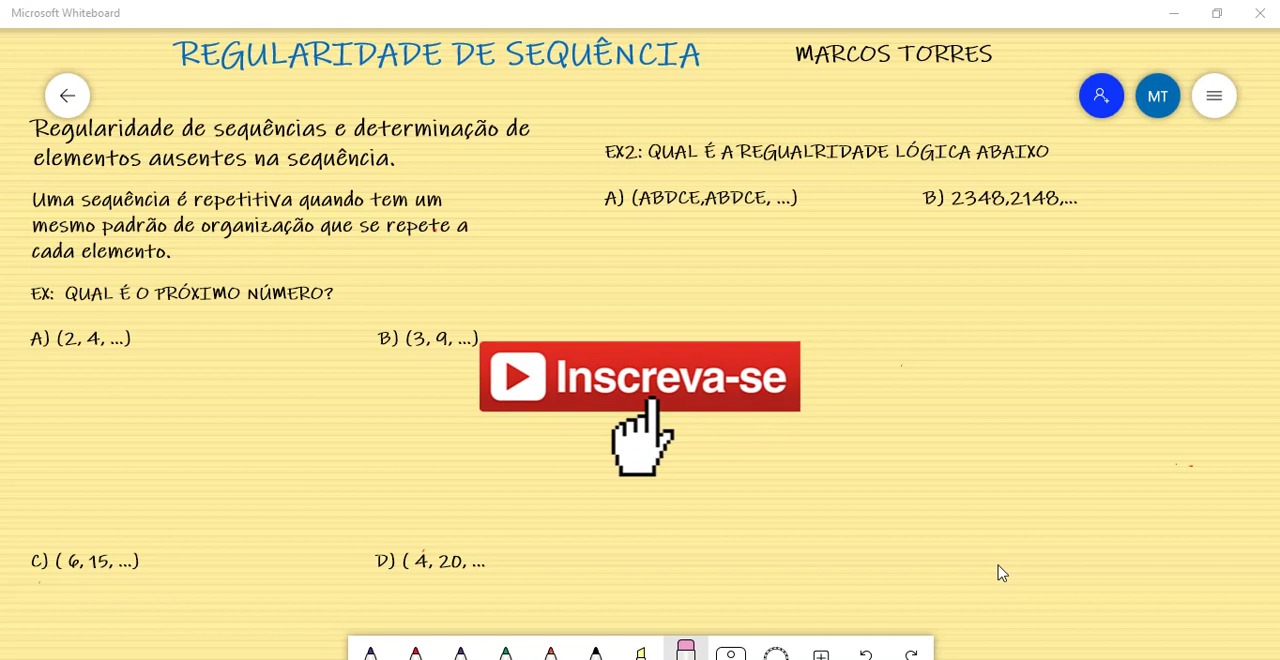 Microsoft Whiteboard
REGULARIDADE DE SEQUÊNCIA
MARCOS TORRES
MT
Regularidade de sequências e determinação de
elementos ausentes na sequência.
Uma sequência é repetitiva quando tem um
mesmo padrão de organização que se repete a
cada elemento.
EX: QUAL É O PRÓXIMO NÚMERO?
A) (2, 4, ...)
B) (3, 9, ...)
C) ( 6, 15, ...)
D) ( 4, 20, ...
EX2: QUAL É A REGUALRIDADE LÓGICA ABAIXO
A) (ABDCE,ABDCE, ...)
B) 2348,2148,...
Inscreva-se